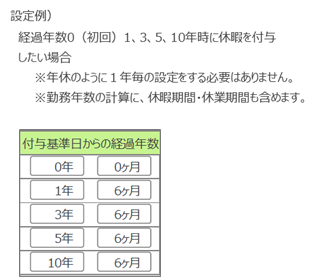 設定例）
経過年数0（初回）1、3、5、10年時に休暇を付与
したい場合
※年休のように１年毎の設定をする必要はありません。
※勤務年数の計算に、休暇期間・休業期間も含めます。
付与基準日からの経過年数
0年 0ヶ月
1年 6ヶ月
3年 6ヶ月
5年 6ヶ月
10年 6ヶ月